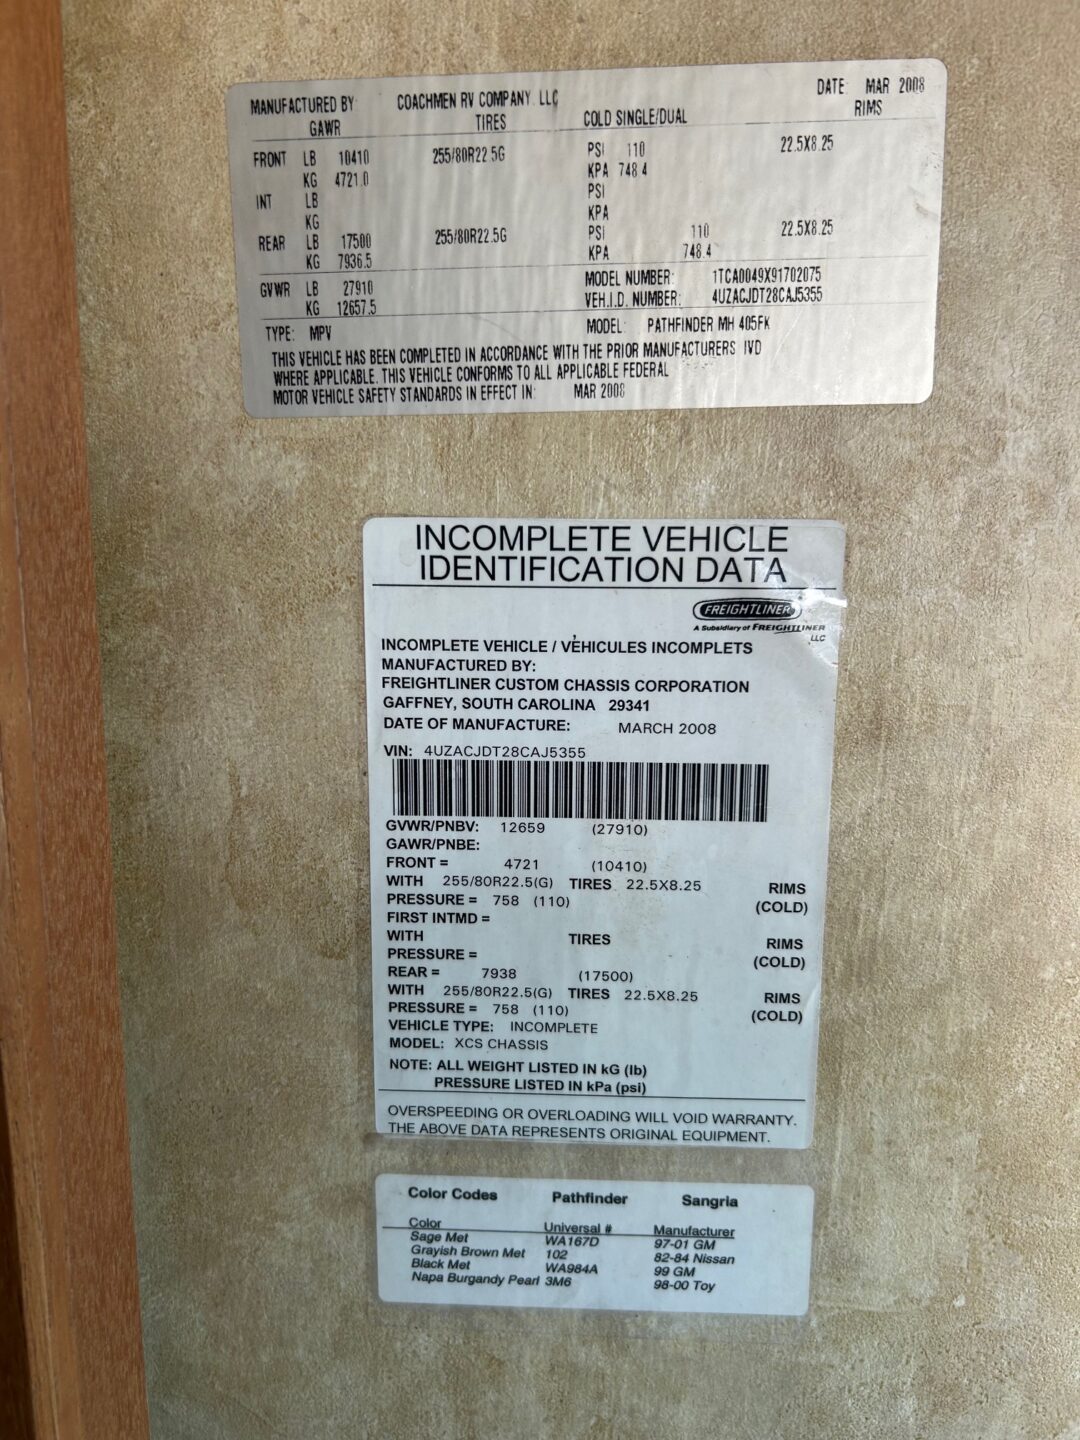 MANUFACTURED BY COACHMEN RV COMPANY, LLC DATE MAR 2008
GAWR TIRES COLD SINGLE/DUAL RIMS
FRONT LB 10410 255/80R22.5G PSI 110 22.5X8.25
KG 4721.0 KPA 748.4
INT LB PSI
KG KPA
REAR LB 17500 255/80R22.5G PSI 110 22.5X8.25
KG 7936.5 KPA 748.4
GVWR LB 27910 MODEL NUMBER: 1TCA0049X91702075
KG 12657.5 VEH.I.D. NUMBER: 4UZACJDT28CAJ5355
TYPE: MPV MODEL: PATHFINDER MH 405FK
THIS VEHICLE HAS BEEN COMPLETED IN ACCORDANCE WITH THE PRIOR MANUFACTURERS IVD
WHERE APPLICABLE. THIS VEHICLE CONFORMS TO ALL APPLICABLE FEDERAL
MOTOR VEHICLE SAFETY STANDARDS IN EFFECT IN: MAR 2008
INCOMPLETE VEHICLE
IDENTIFICATION DATA
FREIGHTLINER
A Subsidiary of FREIGHTLINER
LLC
INCOMPLETE VEHICLE / VÉHICULES INCOMPLETS
MANUFACTURED BY:
FREIGHTLINER CUSTOM CHASSIS CORPORATION
GAFFNEY, SOUTH CAROLINA 29341
DATE OF MANUFACTURE: MARCH 2008
VIN: 4UZACJDT28CAJ5355
GVWR/PNBV: 12659 (27910)
GAWR/PNBE:
FRONT = 4721 (10410)
WITH 255/80R22.5(G) TIRES 22.5X8.25 RIMS
PRESSURE = 758 (110) (COLD)
FIRST INTMD =
WITH TIRES RIMS
PRESSURE = (COLD)
REAR = 7938 (17500)
WITH 255/80R22.5(G) TIRES 22.5X8.25 RIMS
PRESSURE = 758 (110) (COLD)
VEHICLE TYPE: INCOMPLETE
MODEL: XCS CHASSIS
NOTE: ALL WEIGHT LISTED IN kG (lb)
PRESSURE LISTED IN kPa (psi)
OVERSPEEDING OR OVERLOADING WILL VOID WARRANTY.
THE ABOVE DATA REPRESENTS ORIGINAL EQUIPMENT.
Color Codes Pathfinder Sangria
Color Universal # Manufacturer
Sage Met WA167D 97-01 GM
Grayish Brown Met 102 82-84 Nissan
Black Met WA984A 99 GM
Napa Burgandy Pearl 3M6 98-00 Toy